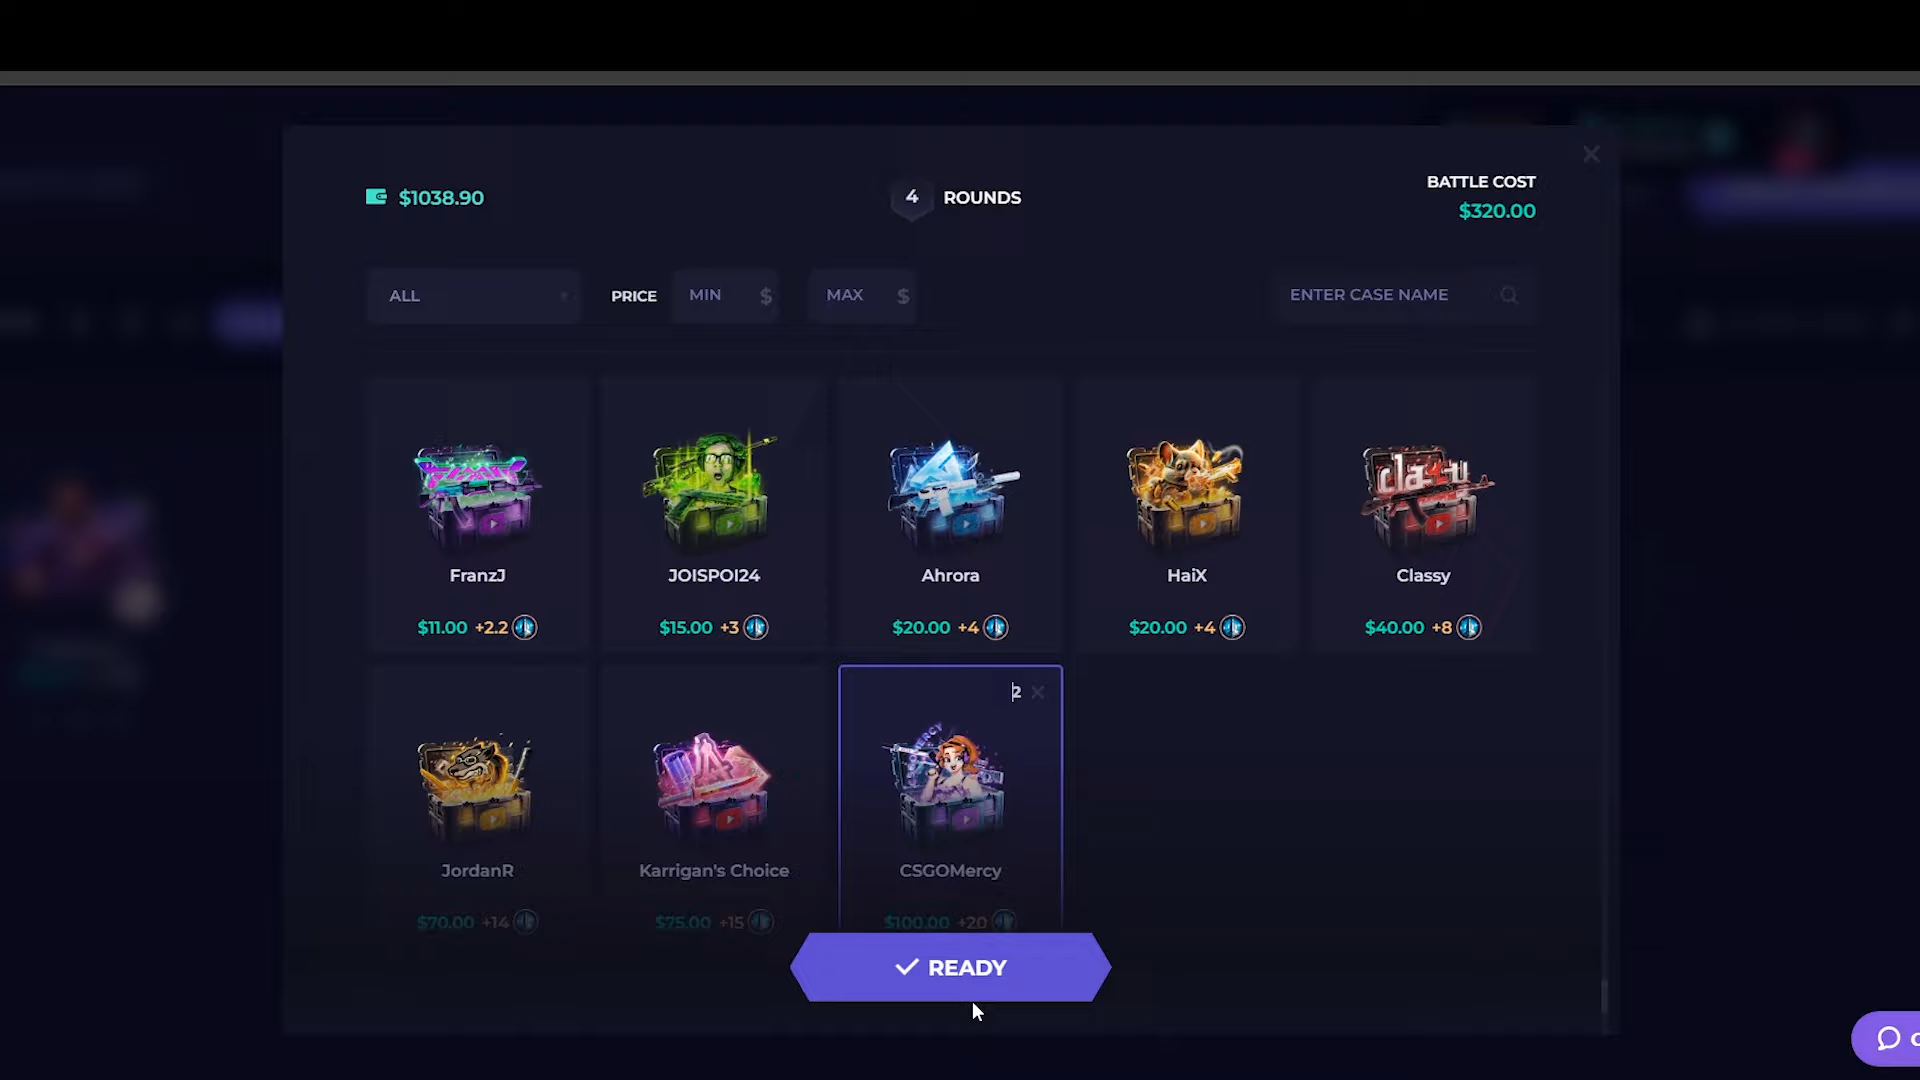 $1038.90
4 ROUNDS
BATTLE COST
$320.00
ALL
PRICE
MIN $
MAX $
ENTER CASE NAME
FranzJ
JOISPOI24
Ahrora
HaiX
Classy
$11.00 +2.2
$15.00 +3
$20.00 +4
$20.00 +4
$40.00 +8
2
JordanR
Karrigan's Choice
CSGOMercy
$70.00 +14
$75.00 +15
$100.00 +20
READY